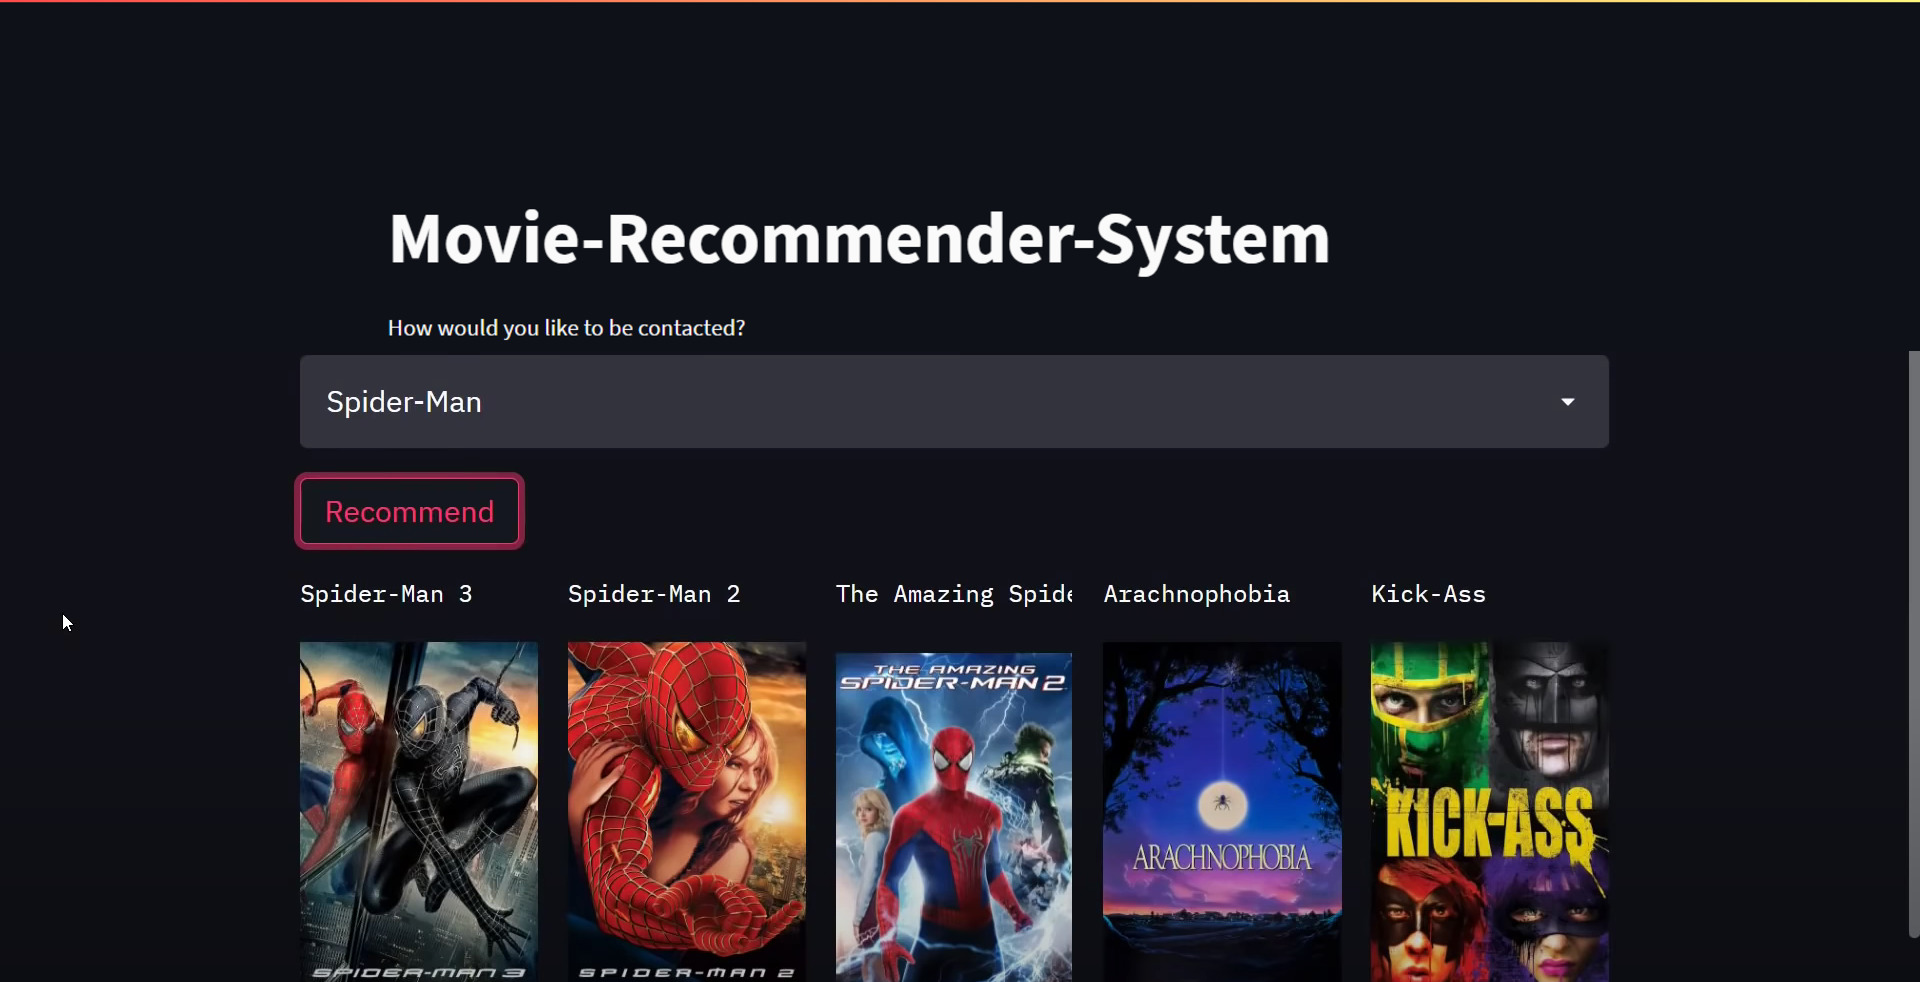 Movie-Recommender-System
How would you like to be contacted?
Spider-Man
Recommend
Spider-Man 3
Spider-Man 2
The Amazing Spide
Arachnophobia
Kick-Ass
SPIDER-MAN 3
SPIDER-MAN 2
THE AMAZING
SPIDER-MAN 2
ARACHNOPHOBIA
KICK-ASS